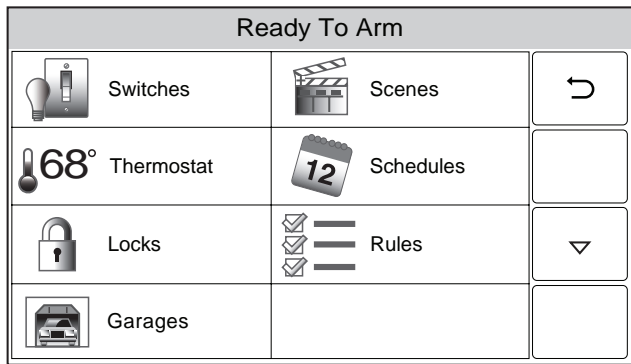 Ready To Arm
Switches
Scenes
68° Thermostat
12
Schedules
Locks
Rules
Garages